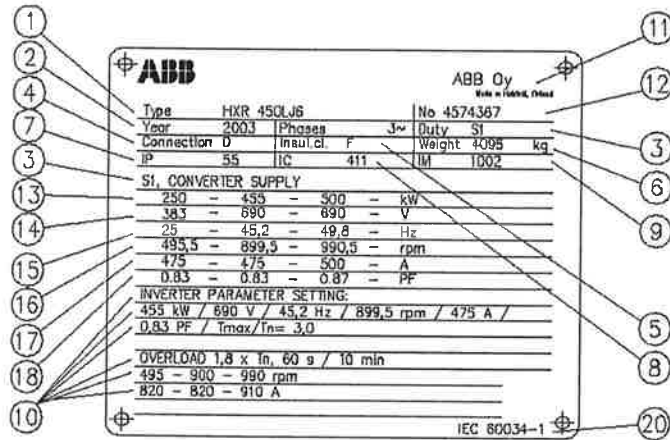 1
2
4
7
3
13
14
15
16
17
18
10
11
12
3
6
9
5
8
20
ABB
ABB Oy
Made in Helsinki, Finland
Type HXR 450LJ6 No 4574367
Year 2003 Phases 3~ Duty S1
Connection D Insul.cl. F Weight 4095 kg
IP 55 IC 411 IM 1002
S1, CONVERTER SUPPLY
250 - 455 - 500 - kW
383 - 690 - 690 - V
25 - 45,2 - 49,8 - Hz
495,5 - 899,5 - 990,5 - rpm
475 - 475 - 500 - A
0.83 - 0.83 - 0.87 - PF
INVERTER PARAMETER SETTING:
455 kW / 690 V / 45,2 Hz / 899,5 rpm / 475 A /
0,83 PF / Tmax/Tn= 3,0
OVERLOAD 1,8 x Tn, 60 s / 10 min
495 - 900 - 990 rpm
820 - 820 - 910 A
IEC 60034-1